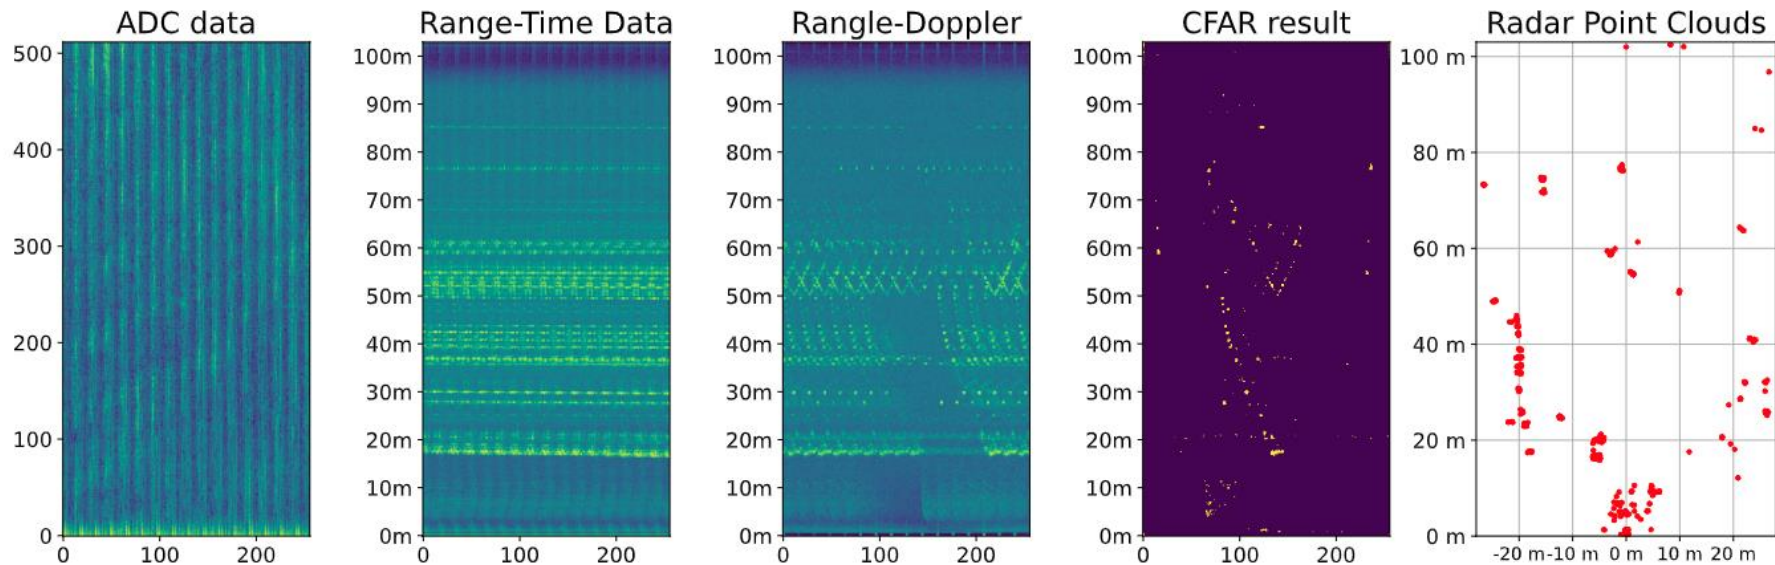 ADC data
500
400
300
200
100
0
0 100 200
Range-Time Data
100m
90m
80m
70m
60m
50m
40m
30m
20m
10m
0m
0 100 200
Rangle-Doppler
100m
90m
80m
70m
60m
50m
40m
30m
20m
10m
0m
0 100 200
CFAR result
100m
90m
80m
70m
60m
50m
40m
30m
20m
10m
0m
0 100 200
Radar Point Clouds
100 m
80 m
60 m
40 m
20 m
0 m
-20 m -10 m 0 m 10 m 20 m